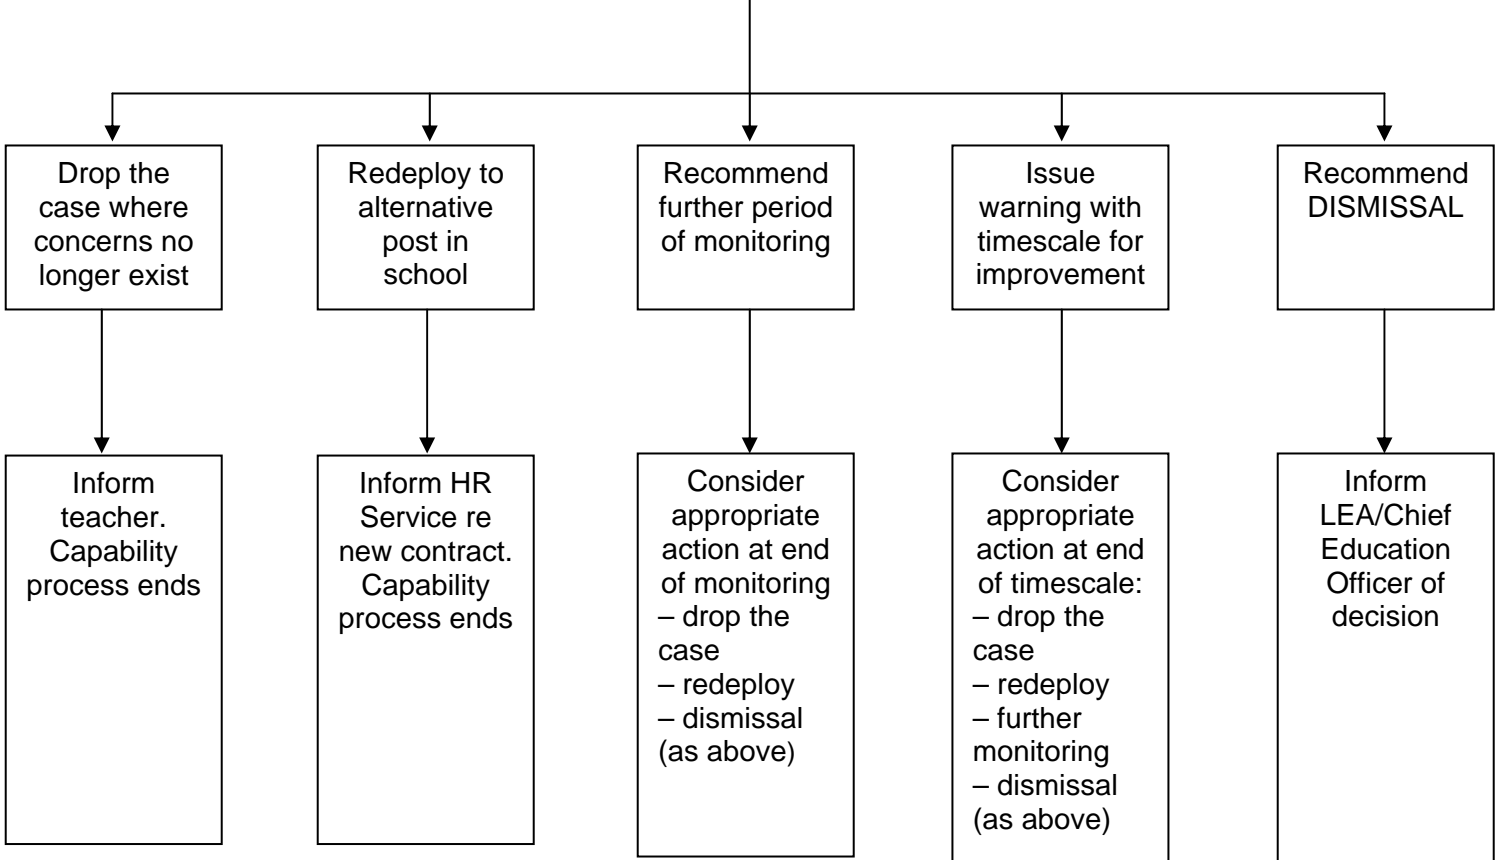 Drop the
case where
concerns no
longer exist
Redeploy to
alternative
post in
school
Recommend
further period
of monitoring
Issue
warning with
timescale for
improvement
Recommend
DISMISSAL
Inform
teacher.
Capability
process ends
Inform HR
Service re
new contract.
Capability
process ends
Consider
appropriate
action at end
of monitoring
– drop the
case
– redeploy
– dismissal
(as above)
Consider
appropriate
action at end
of timescale:
– drop the
case
– redeploy
– further
monitoring
– dismissal
(as above)
Inform
LEA/Chief
Education
Officer of
decision